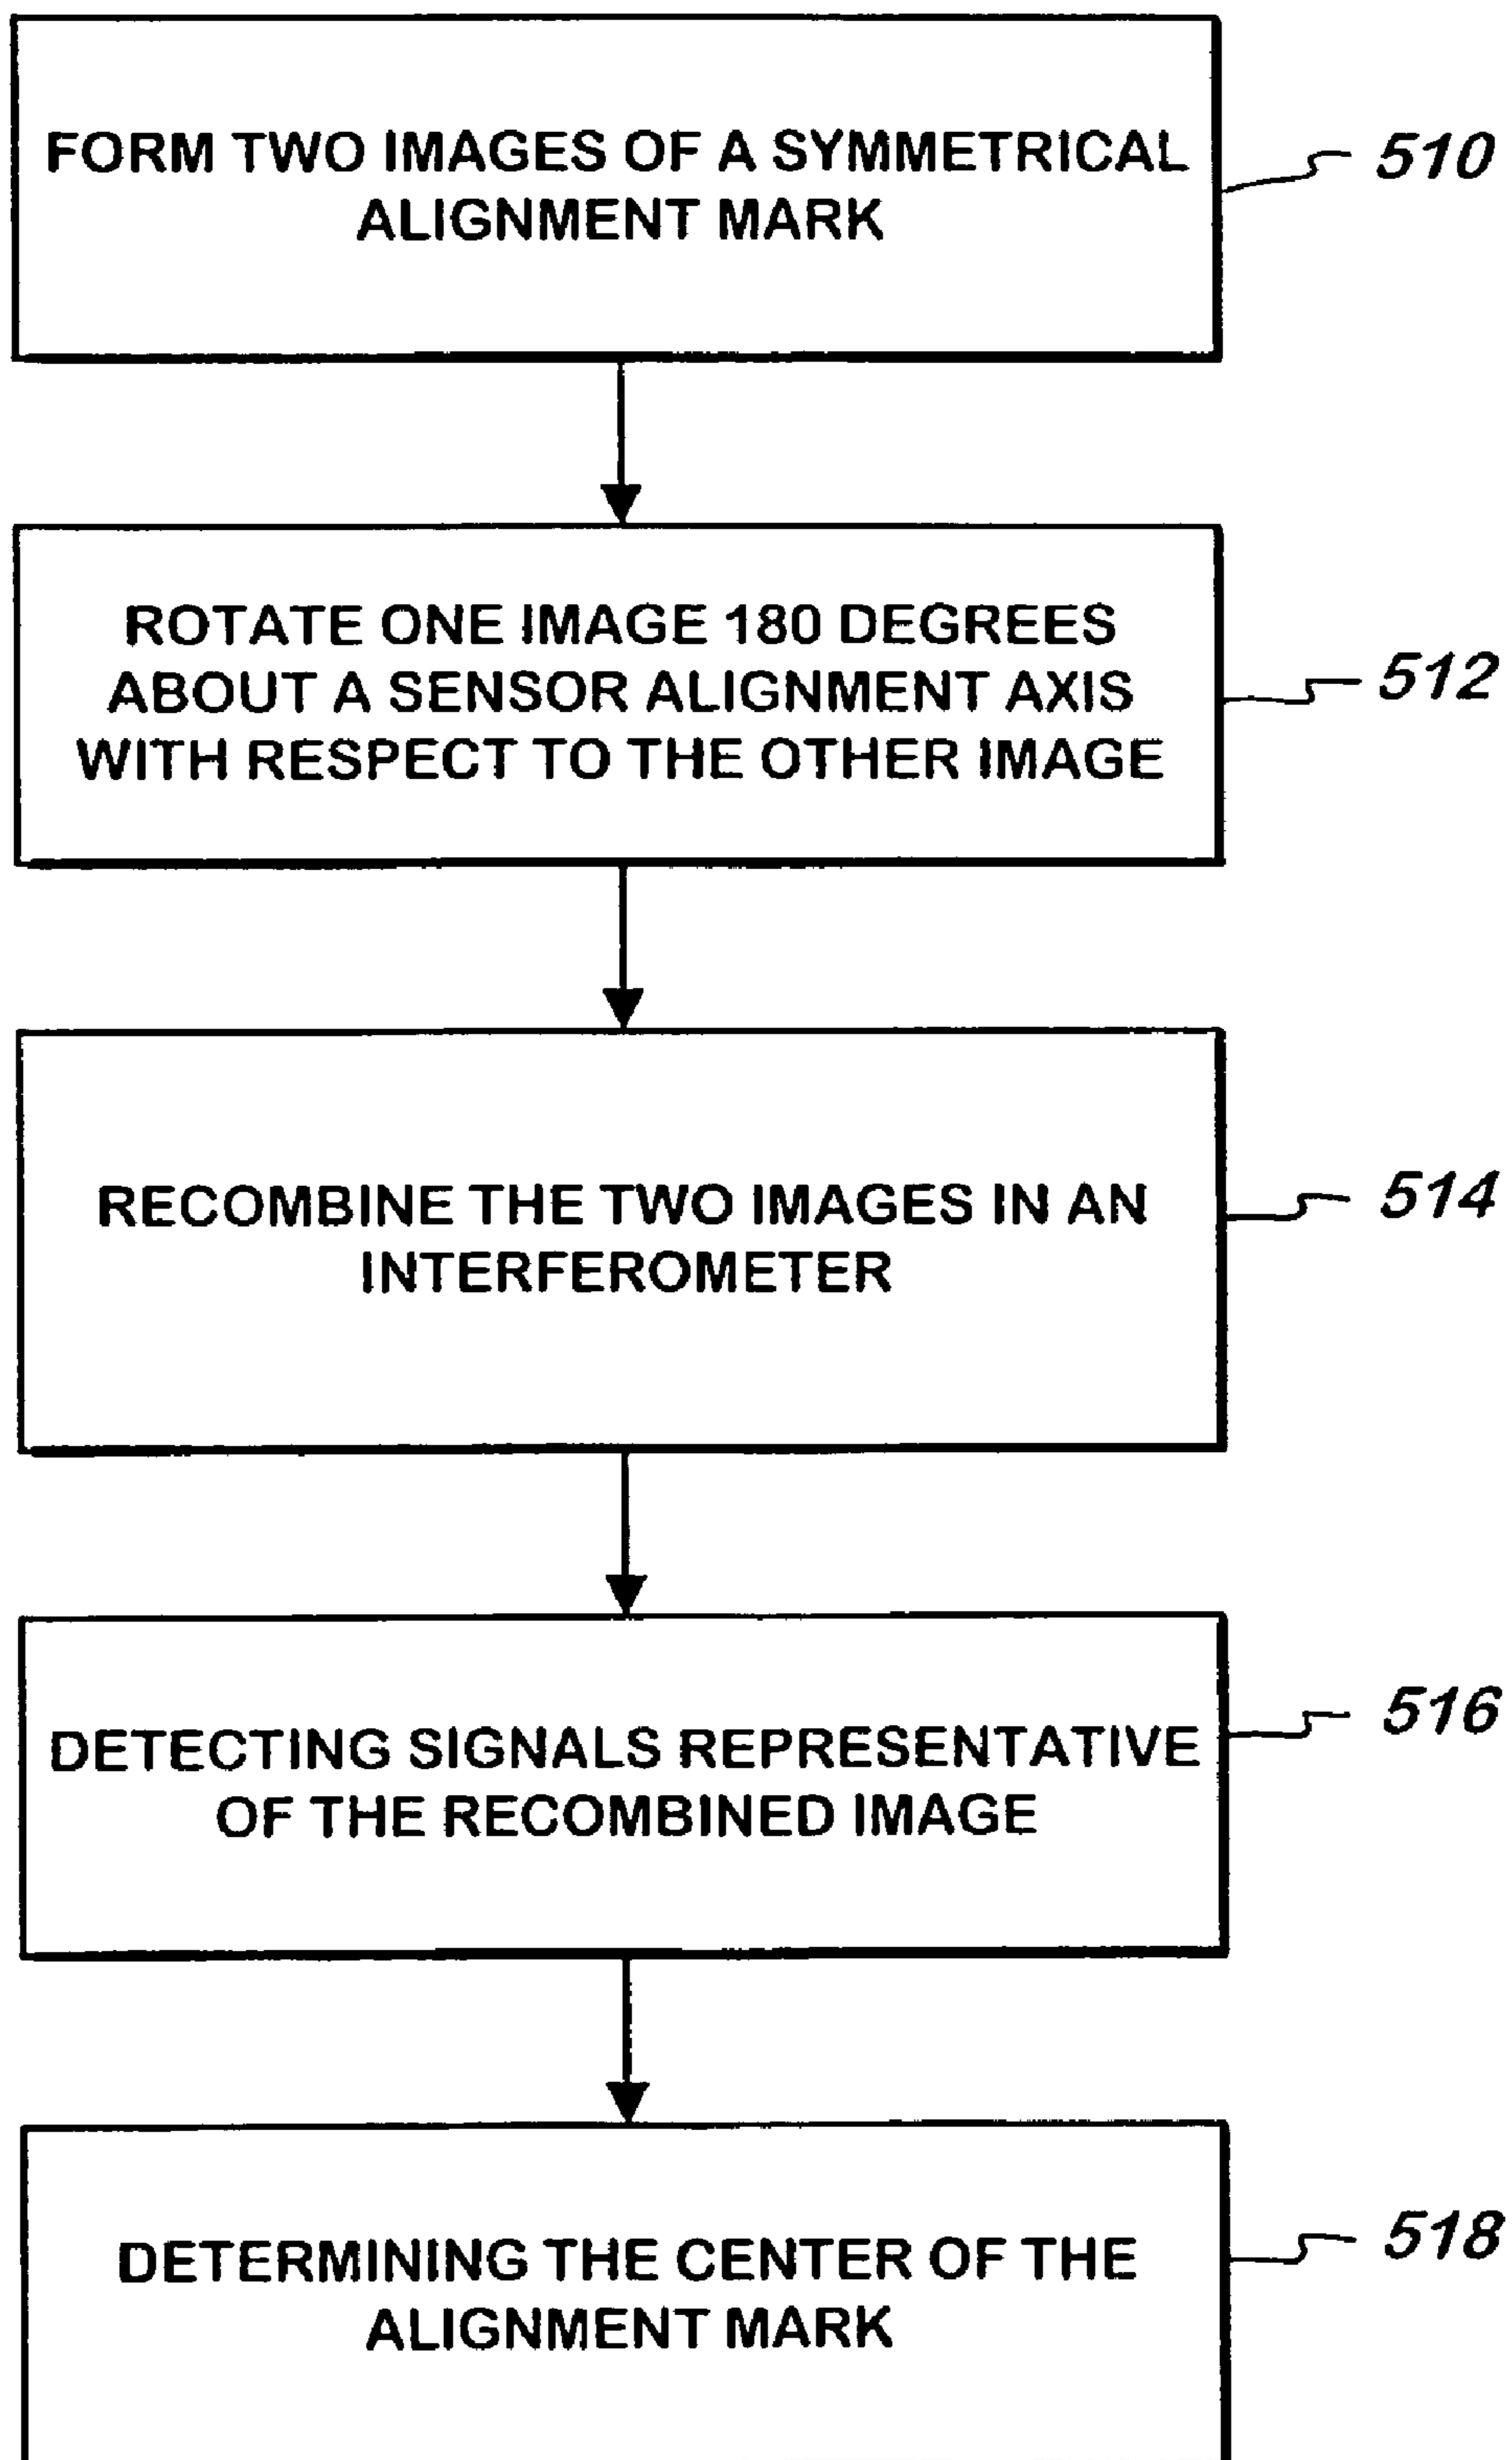 FORM TWO IMAGES OF A SYMMETRICAL
ALIGNMENT MARK
510
ROTATE ONE IMAGE 180 DEGREES
ABOUT A SENSOR ALIGNMENT AXIS
WITH RESPECT TO THE OTHER IMAGE
512
RECOMBINE THE TWO IMAGES IN AN
INTERFEROMETER
514
DETECTING SIGNALS REPRESENTATIVE
OF THE RECOMBINED IMAGE
516
DETERMINING THE CENTER OF THE
ALIGNMENT MARK
518